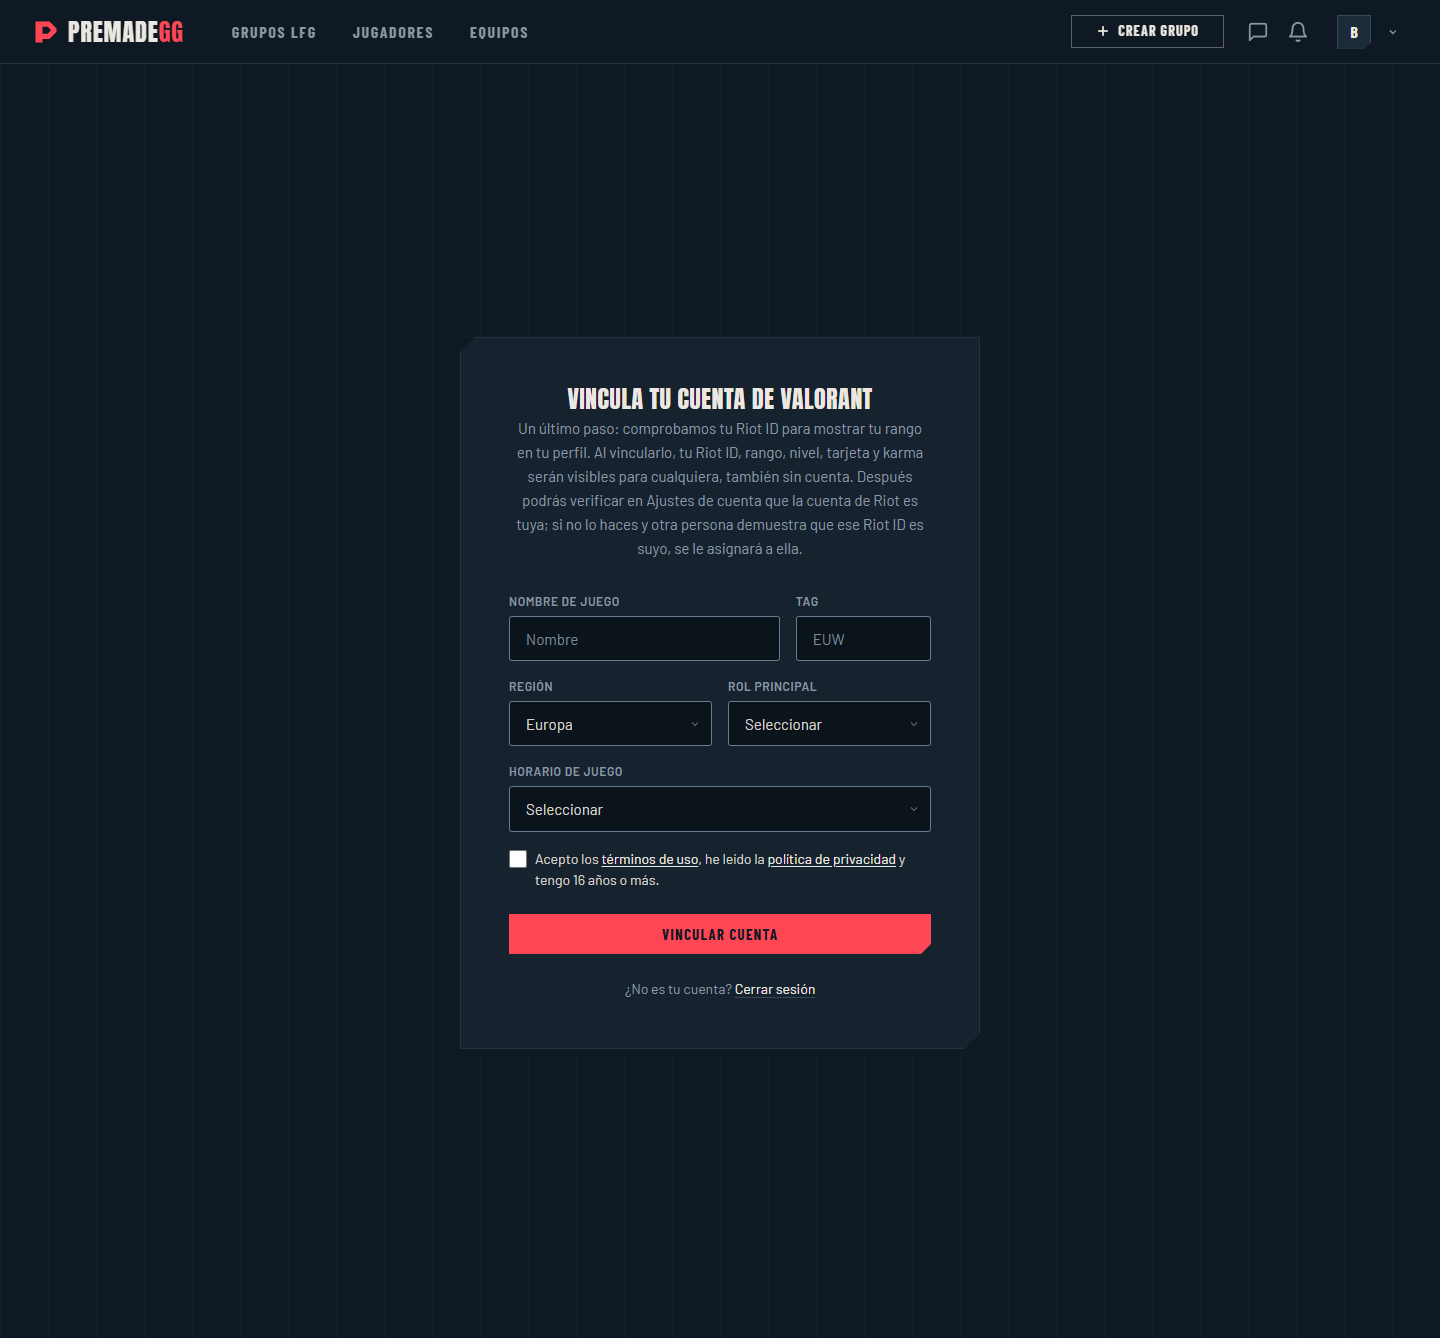 PREMADEGG
GRUPOS LFG
JUGADORES
EQUIPOS
+ CREAR GRUPO
B
VINCULA TU CUENTA DE VALORANT
Un último paso: comprobamos tu Riot ID para mostrar tu rango
en tu perfil. Al vincularlo, tu Riot ID, rango, nivel, tarjeta y karma
serán visibles para cualquiera, también sin cuenta. Después
podrás verificar en Ajustes de cuenta que la cuenta de Riot es
tuya; si no lo haces y otra persona demuestra que ese Riot ID es
suyo, se le asignará a ella.
NOMBRE DE JUEGO
TAG
Nombre
EUW
REGIÓN
ROL PRINCIPAL
Europa
Seleccionar
HORARIO DE JUEGO
Seleccionar
Acepto los términos de uso, he leído la política de privacidad y
tengo 16 años o más.
VINCULAR CUENTA
¿No es tu cuenta? Cerrar sesión